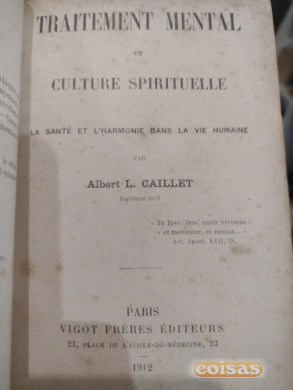 TRAITEMENT MENTAL
ET
CULTURE SPIRITUELLE
LA SANTÉ ET L'HARMONIE DANS LA VIE HUMAINE
PAR
Albert L. CAILLET
Ingénieur civil
« In Ipso [Deo] enim vivimus
« et movemur, et sumus... »
Act. Apost. XVII, 28.
PARIS
VIGOT FRÈRES ÉDITEURS
23, PLACE DE L'ÉCOLE-DE-MÉDECINE, 23
1912
coisas